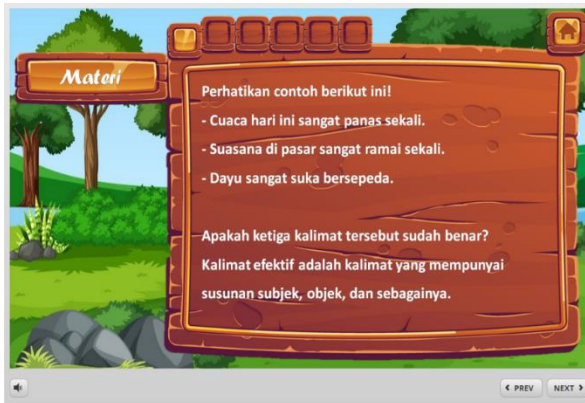 Materi
Perhatikan contoh berikut ini!
- Cuaca hari ini sangat panas sekali.
- Suasana di pasar sangat ramai sekali.
- Dayu sangat suka bersepeda.
Apakah ketiga kalimat tersebut sudah benar?
Kalimat efektif adalah kalimat yang mempunyai
susunan subjek, objek, dan sebagainya.
PREV NEXT